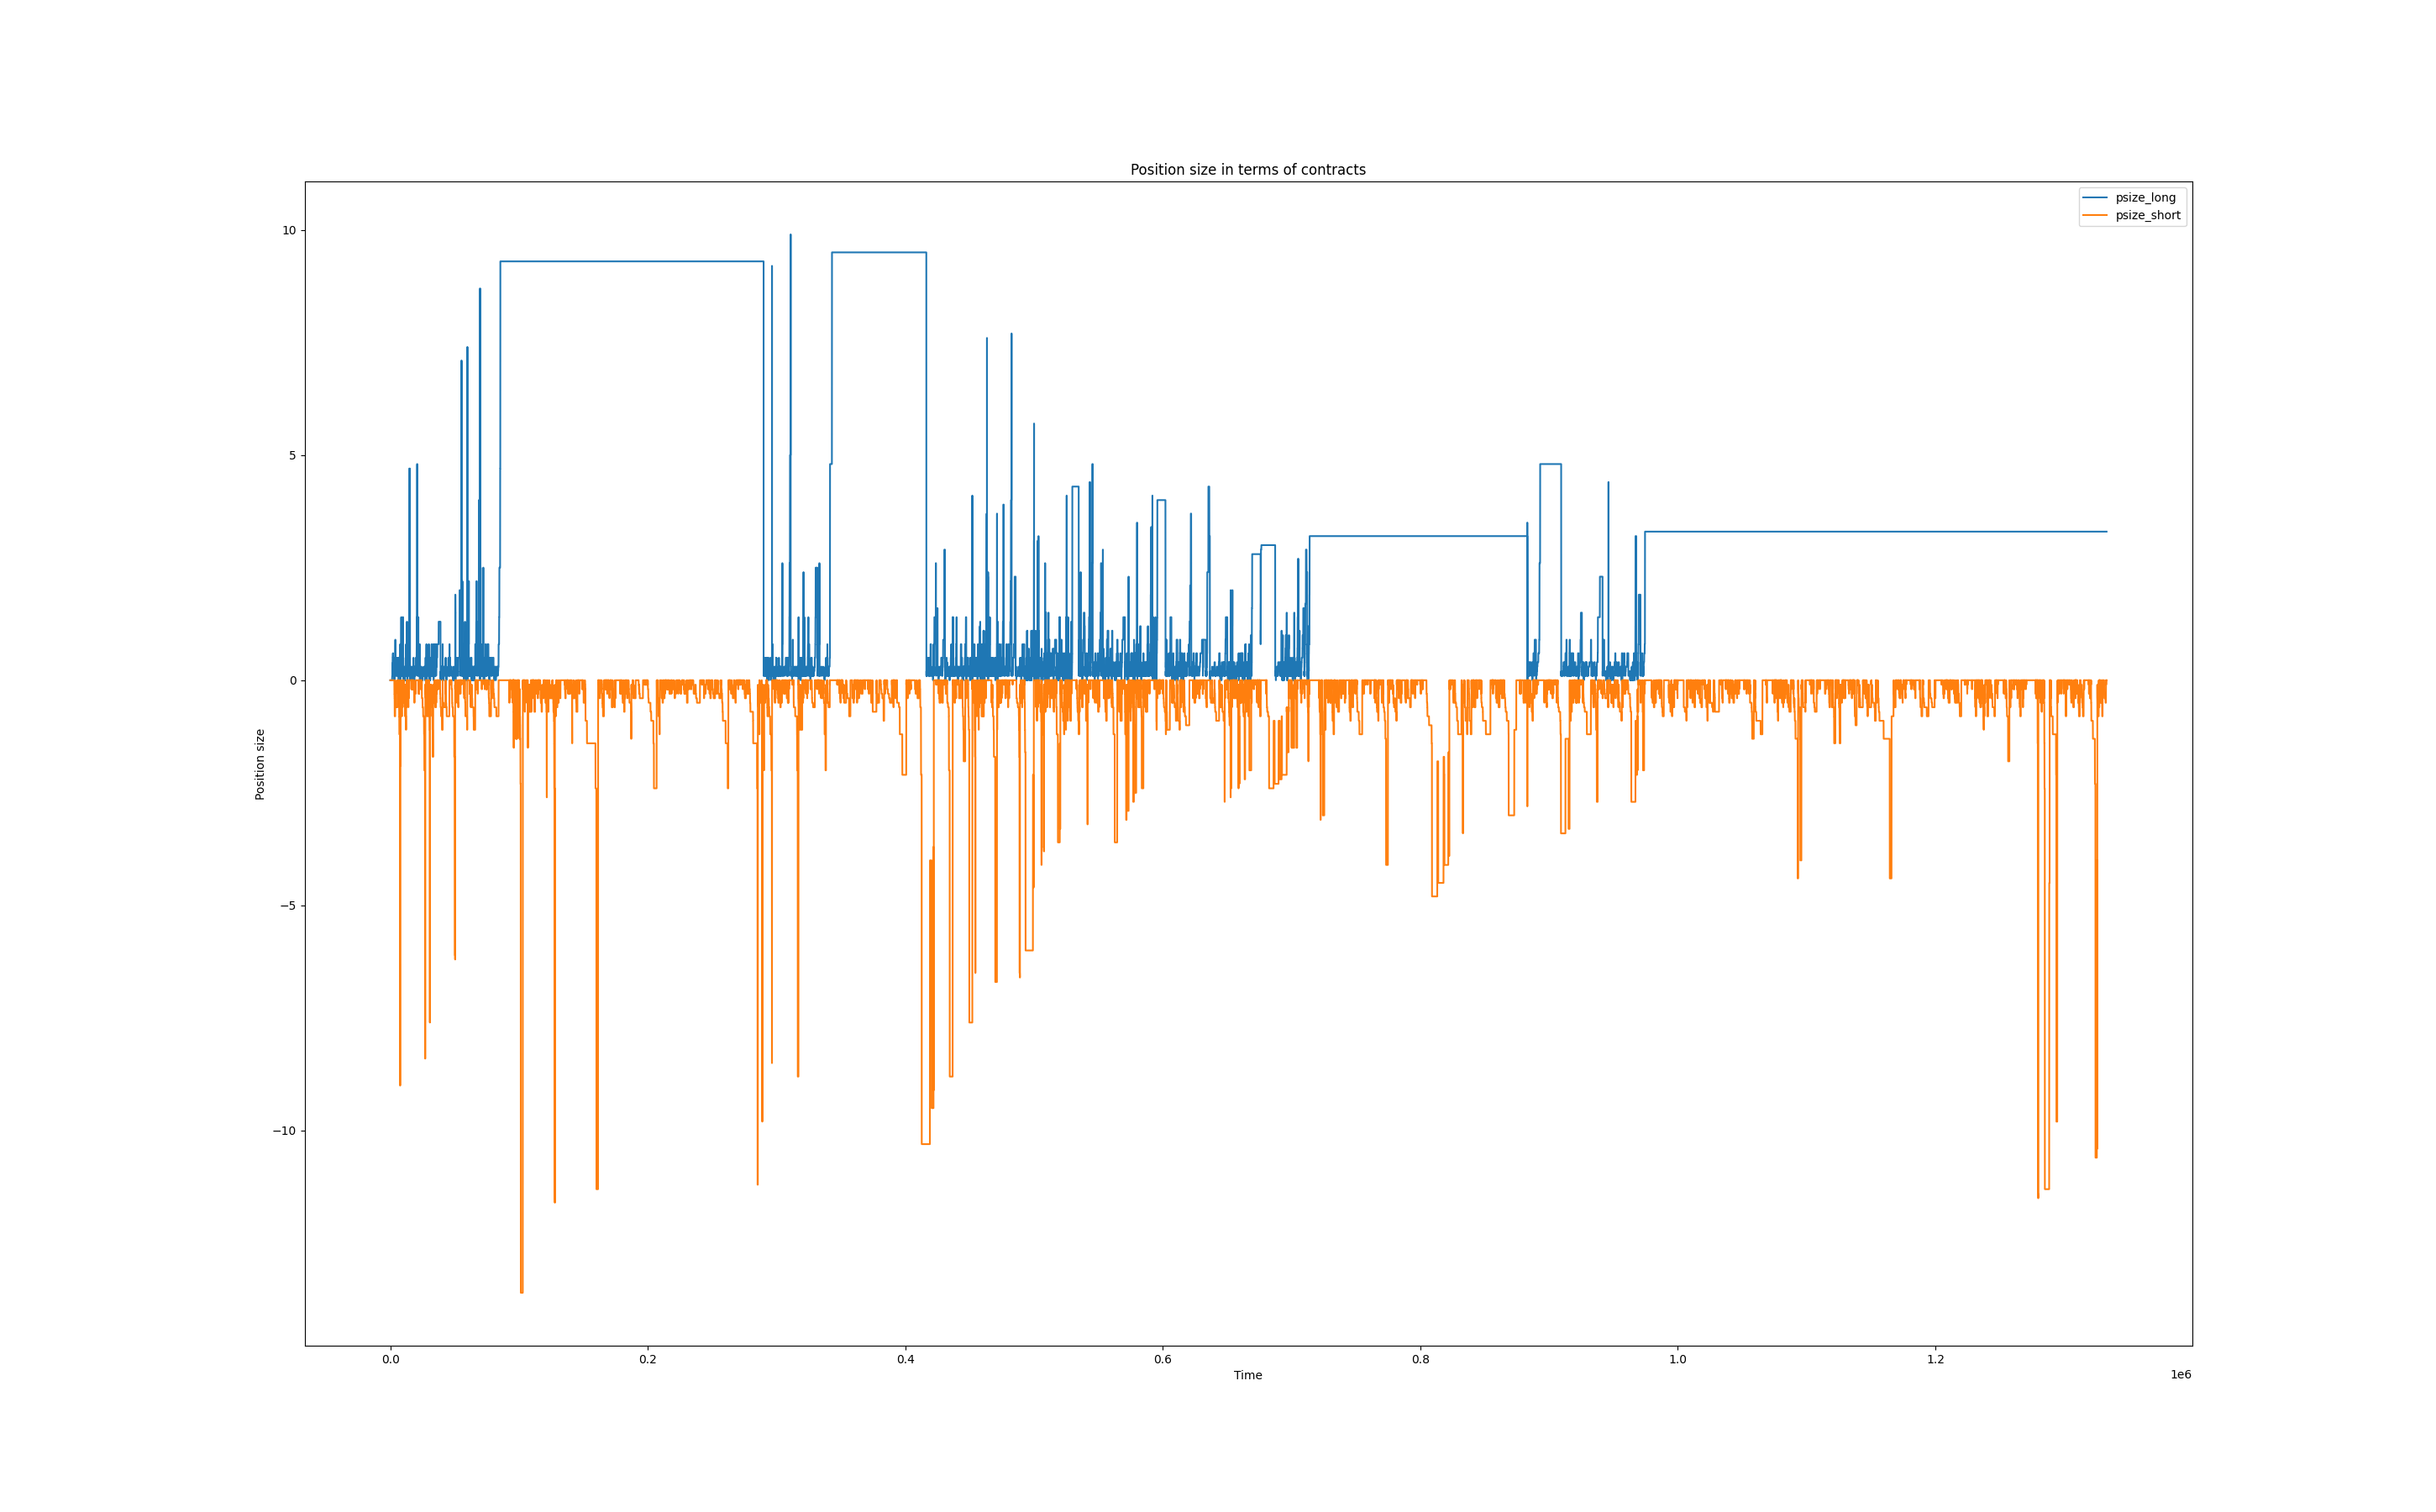 Position size in terms of contracts
psize_long
psize_short
10
5
0
−5
−10
Position size
0.0
0.2
0.4
0.6
0.8
1.0
1.2
Time
1e6